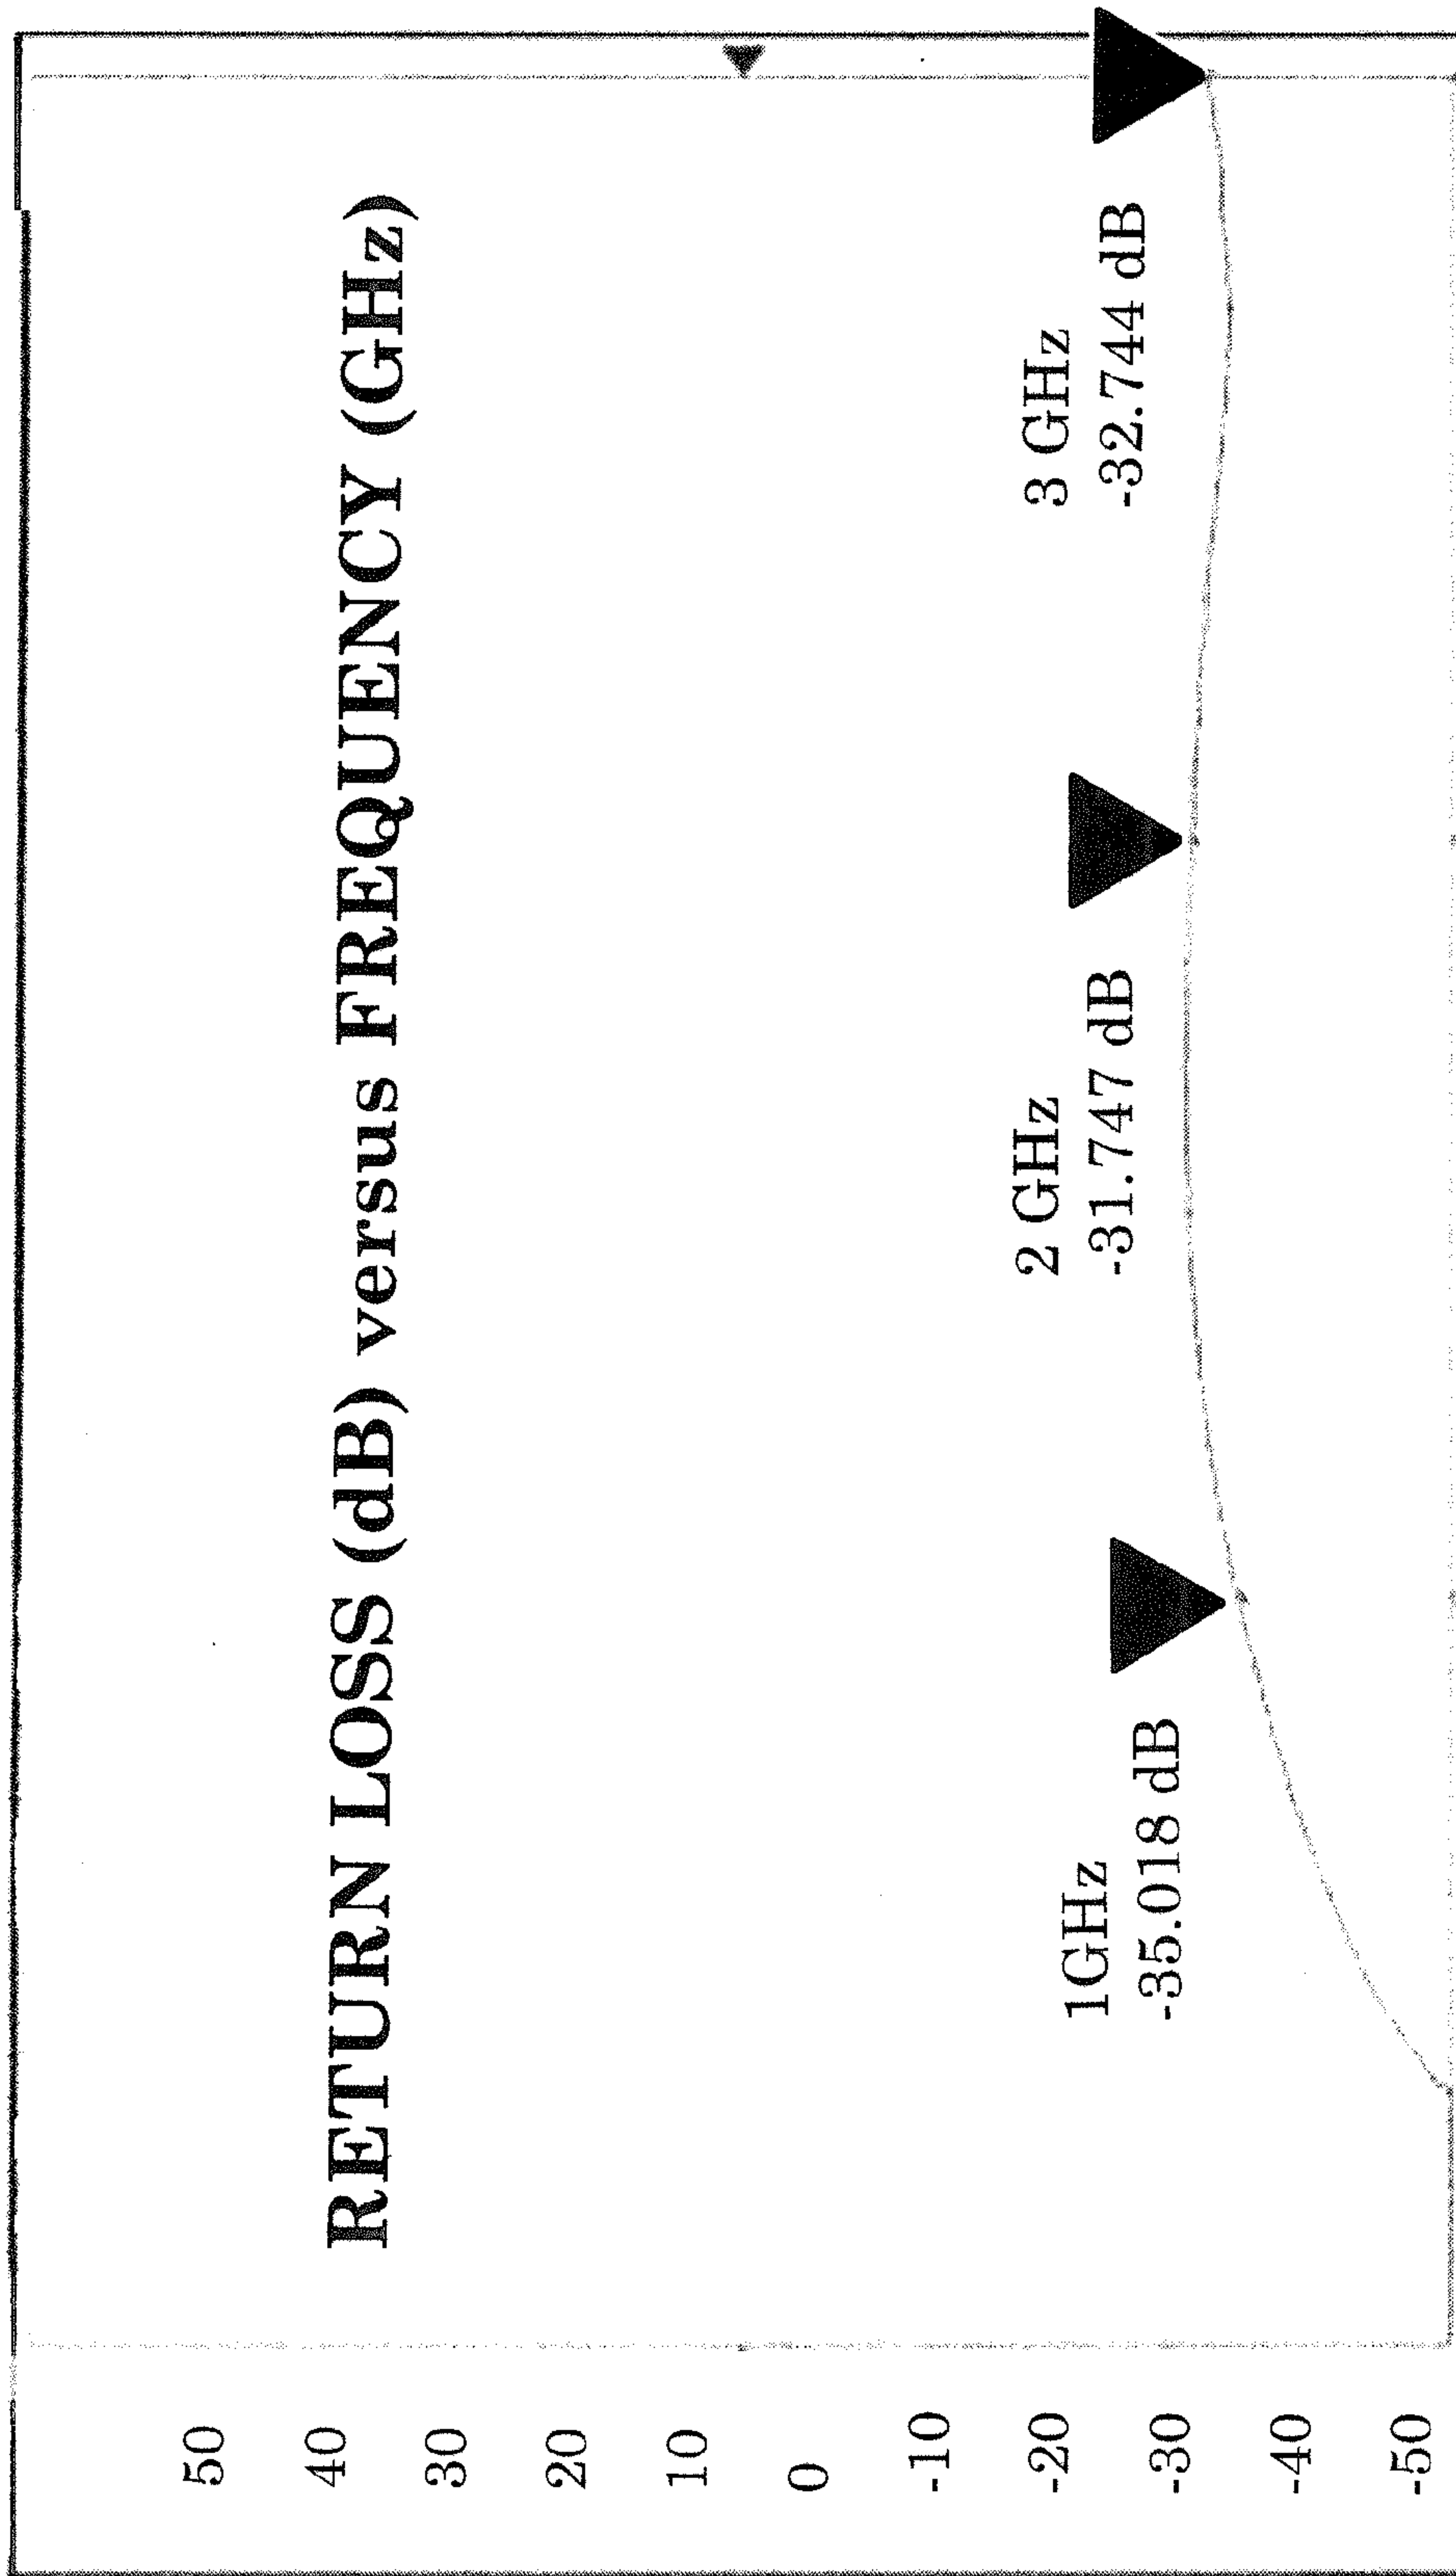 RETURN LOSS (dB) versus FREQUENCY (GHz)
50
40
30
20
10
0
-10
-20
-30
-40
-50
1GHz
-35.018 dB
2 GHz
-31.747 dB
3 GHz
-32.744 dB